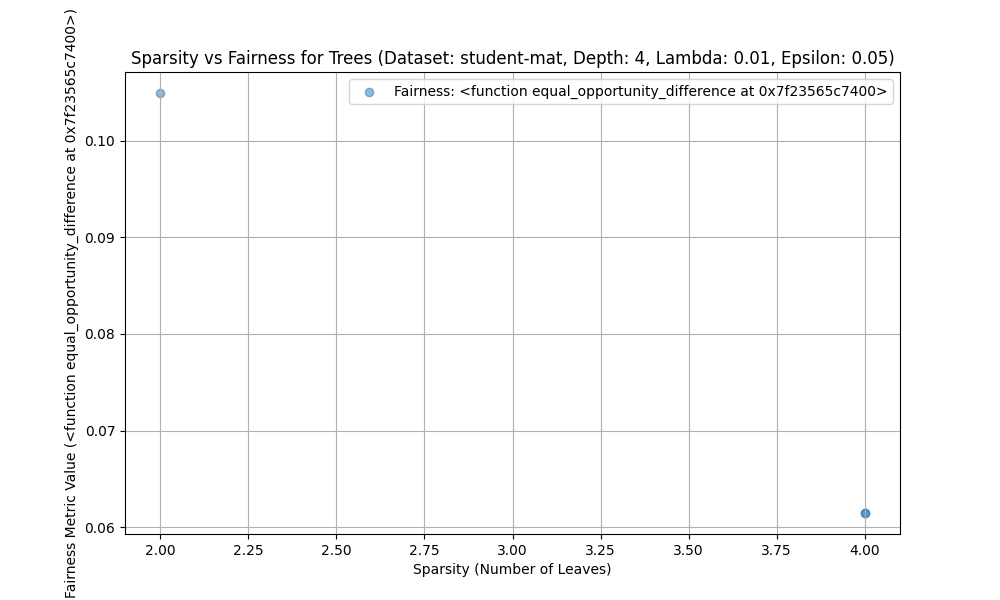 Sparsity vs Fairness for Trees (Dataset: student-mat, Depth: 4, Lambda: 0.01, Epsilon: 0.05)
Fairness: <function equal_opportunity_difference at 0x7f23565c7400>
Fairness Metric Value (<function equal_opportunity_difference at 0x7f23565c7400>)
0.10
0.09
0.08
0.07
0.06
2.00 2.25 2.50 2.75 3.00 3.25 3.50 3.75 4.00
Sparsity (Number of Leaves)